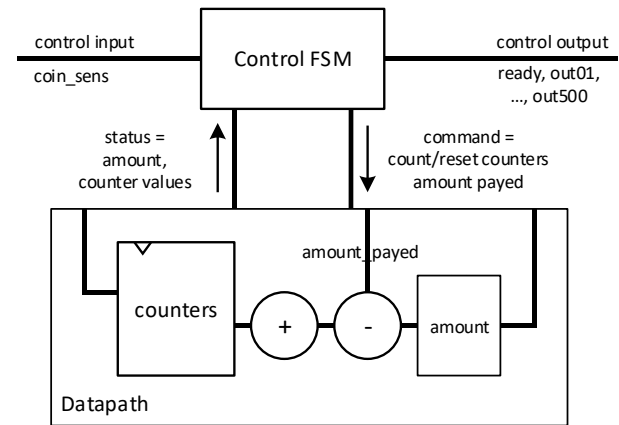 control input
Control FSM
control output
coin_sens
ready, out01,
..., out500
status =
amount,
counter values
command =
count/reset counters
amount payed
amount_payed
counters
+
-
amount
Datapath